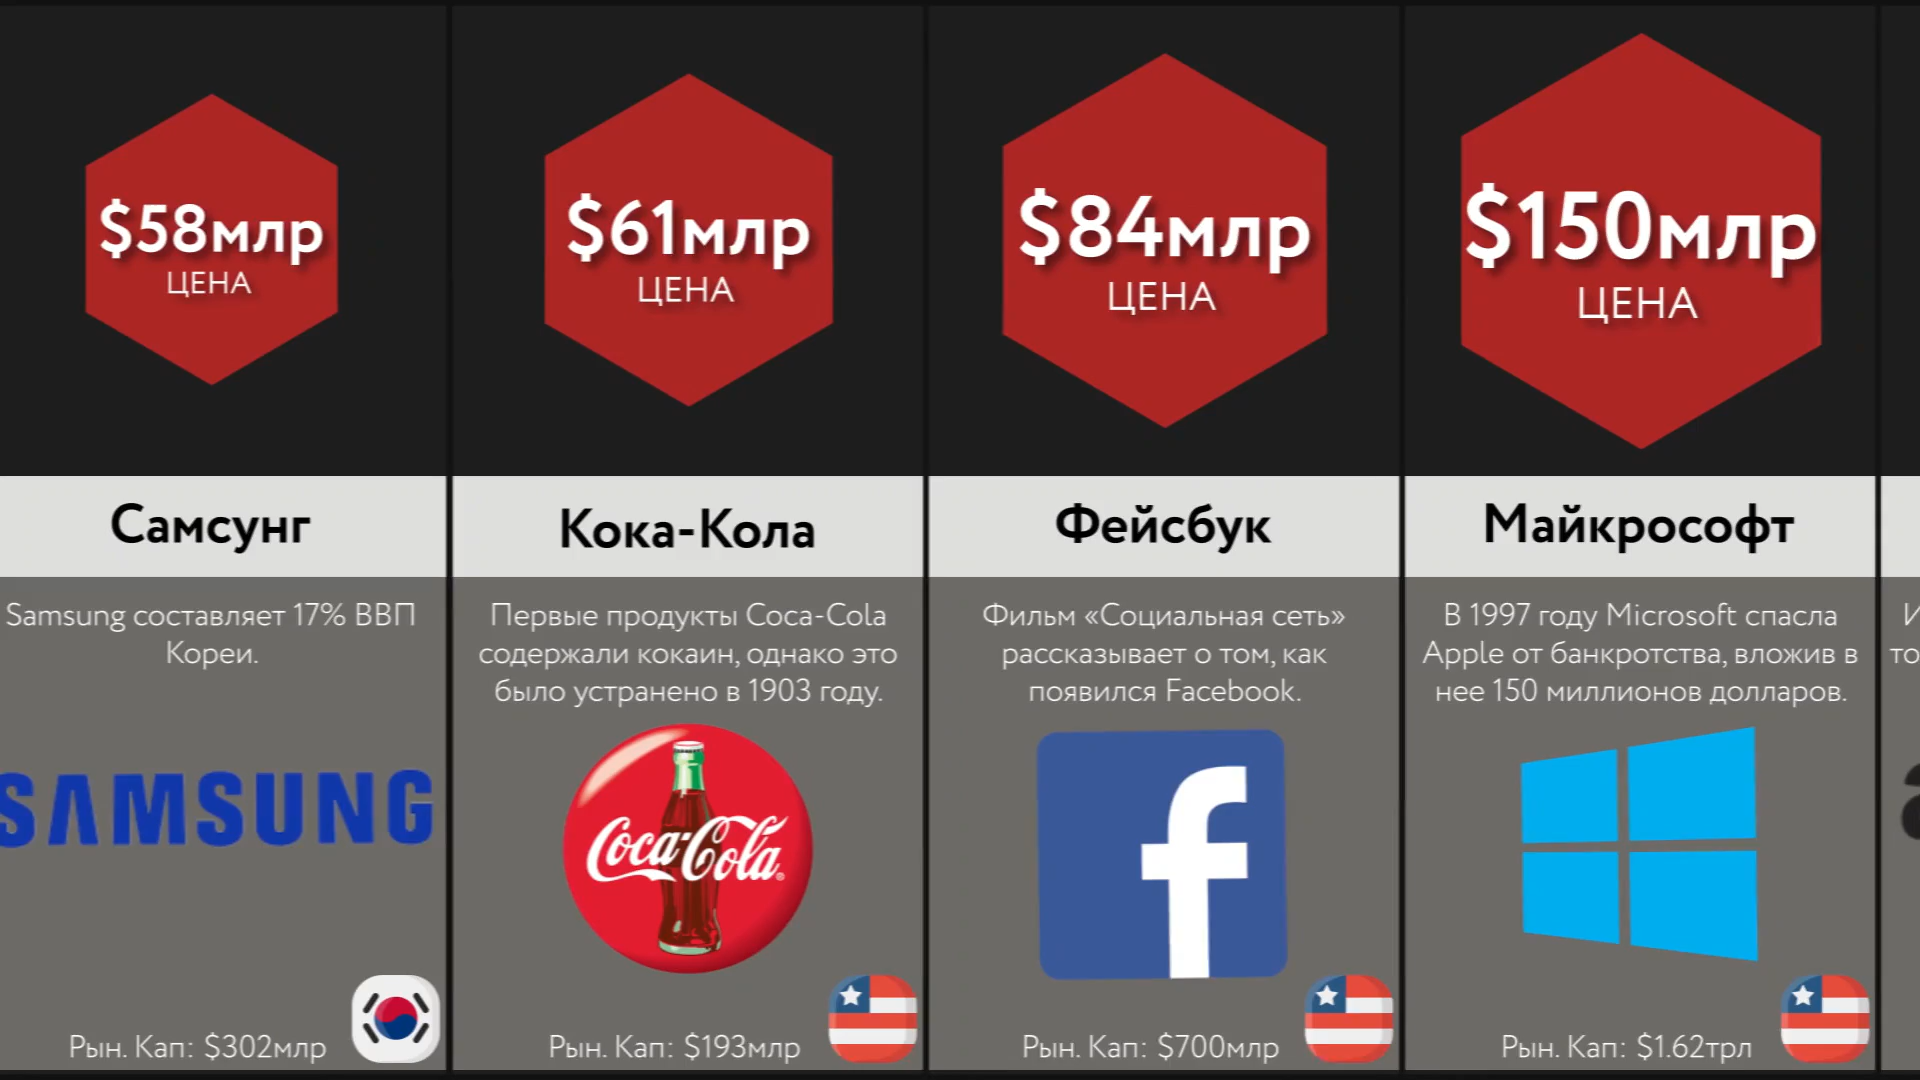 $58млр
ЦЕНА
Самсунг
Samsung составляет 17% ВВП
Кореи.
SAMSUNG
Рын. Кап: $302млр
$61млр
ЦЕНА
Кока-Кола
Первые продукты Coca-Cola
содержали кокаин, однако это
было устранено в 1903 году.
Coca-Cola
Рын. Кап: $193млр
$84млр
ЦЕНА
Фейсбук
Фильм «Социальная сеть»
рассказывает о том, как
появился Facebook.
f
Рын. Кап: $700млр
$150млр
ЦЕНА
Майкрософт
В 1997 году Microsoft спасла
Apple от банкротства, вложив в
нее 150 миллионов долларов.
Рын. Кап: $1.62трл